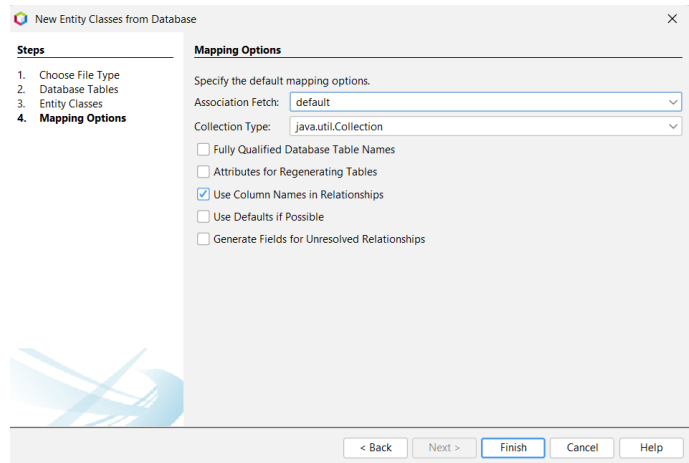 New Entity Classes from Database
Steps
1. Choose File Type
2. Database Tables
3. Entity Classes
4. Mapping Options
Mapping Options
Specify the default mapping options.
Association Fetch: default
Collection Type: java.util.Collection
Fully Qualified Database Table Names
Attributes for Regenerating Tables
Use Column Names in Relationships
Use Defaults if Possible
Generate Fields for Unresolved Relationships
< Back Next > Finish Cancel Help